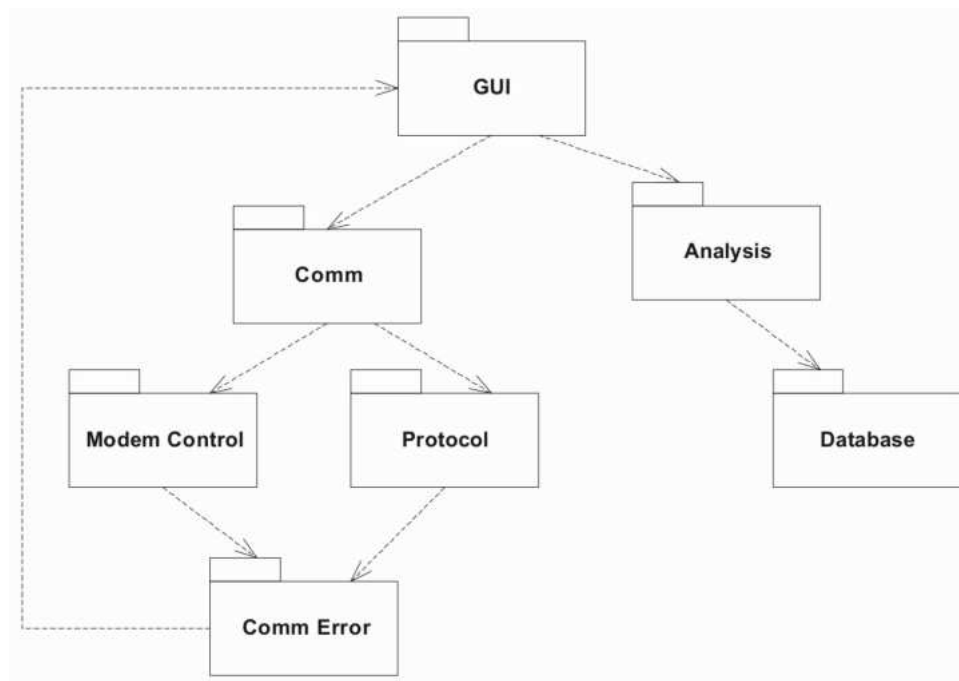 GUI
Analysis
Comm
Modem Control
Protocol
Database
Comm Error